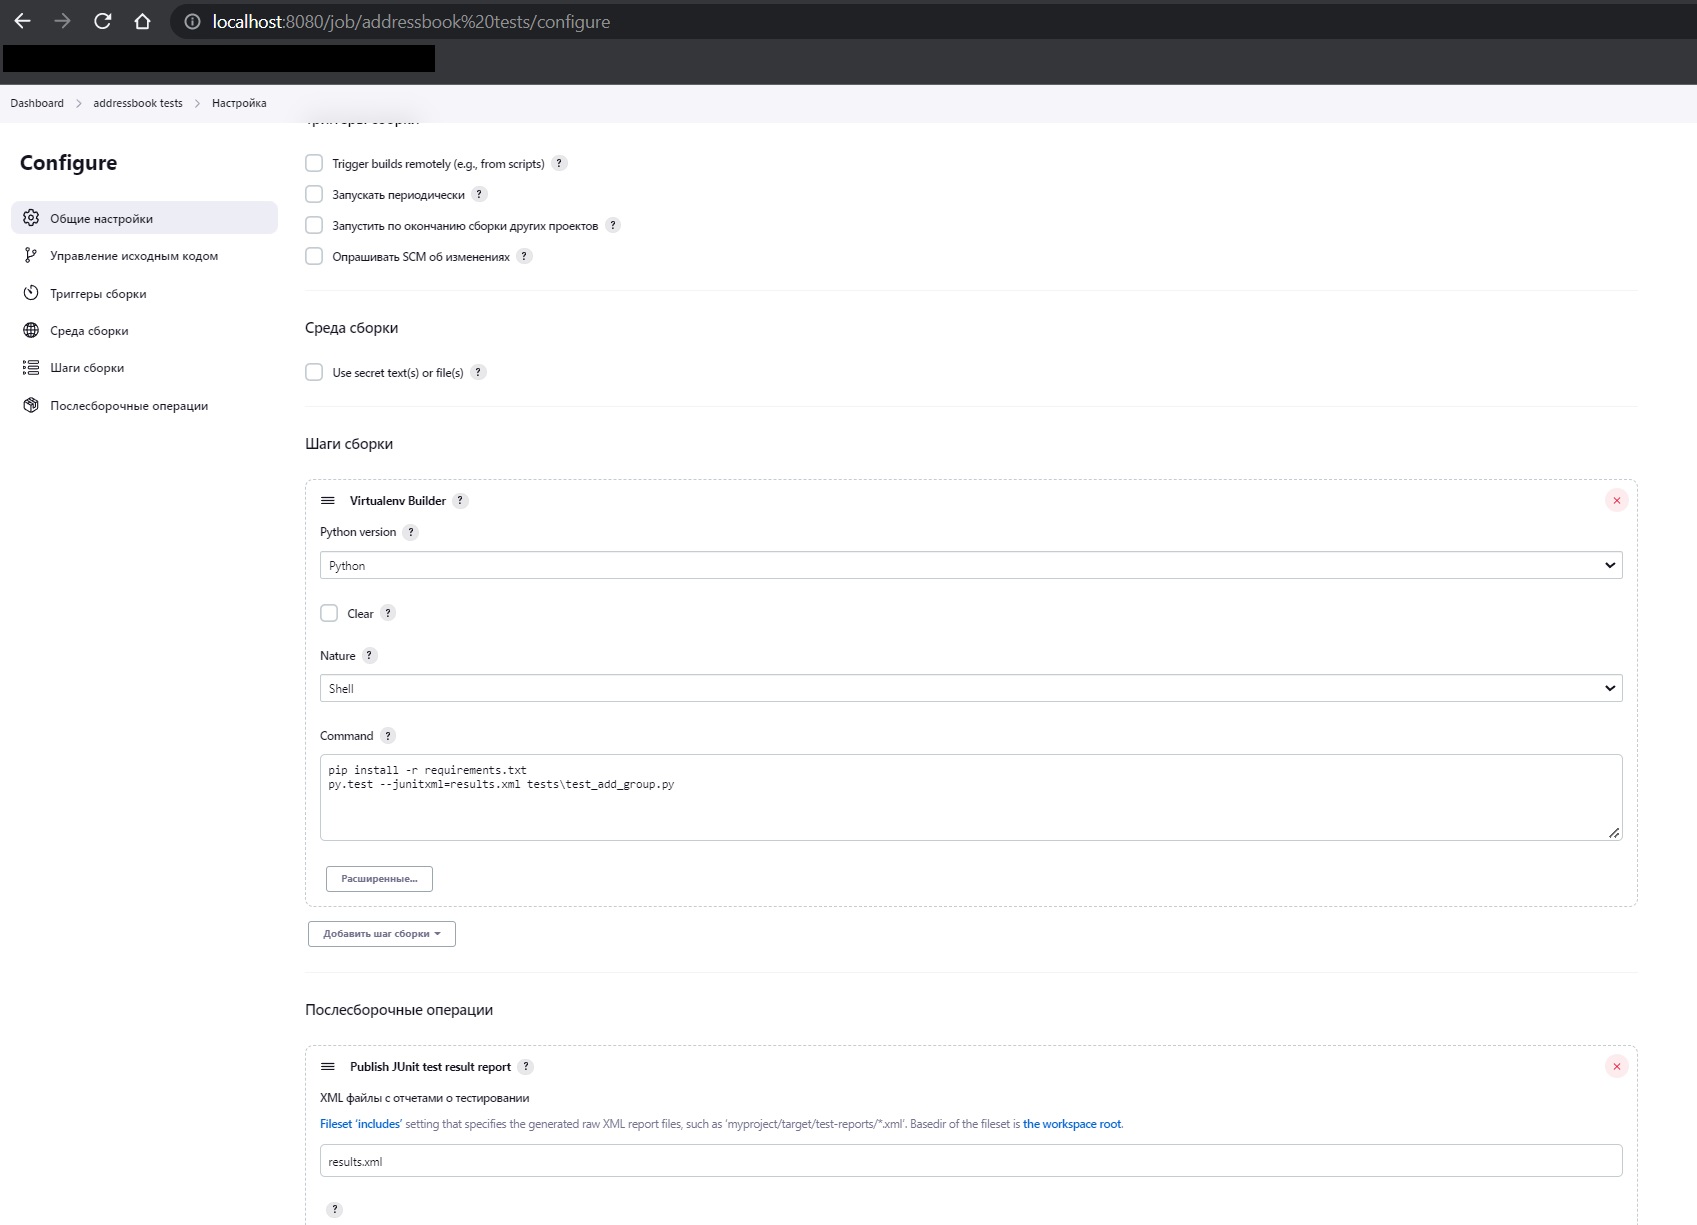 localhost:8080/job/addressbook%20tests/configure
Dashboard > addressbook tests > Настройка
Configure
Общие настройки
Управление исходным кодом
Триггеры сборки
Среда сборки
Шаги сборки
Послесборочные операции
Триггеры сборки
Trigger builds remotely (e.g., from scripts) ?
Запускать периодически ?
Запустить по окончанию сборки других проектов ?
Опрашивать SCM об изменениях ?
Среда сборки
Use secret text(s) or file(s) ?
Шаги сборки
Virtualenv Builder ?
Python version ?
Python
Clear ?
Nature ?
Shell
Command ?
pip install -r requirements.txt
py.test --junitxml=results.xml tests\test_add_group.py
Расширенные...
Добавить шаг сборки
Послесборочные операции
Publish JUnit test result report ?
XML файлы с отчетами о тестировании
Fileset ‘includes’ setting that specifies the generated raw XML report files, such as ‘myproject/target/test-reports/*.xml’. Basedir of the fileset is the workspace root.
results.xml
?